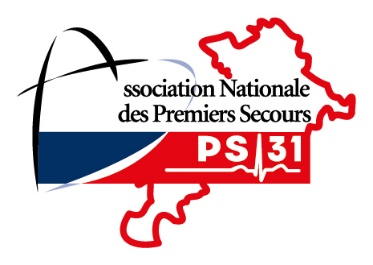 Association Nationale
des Premiers Secours
PS 31